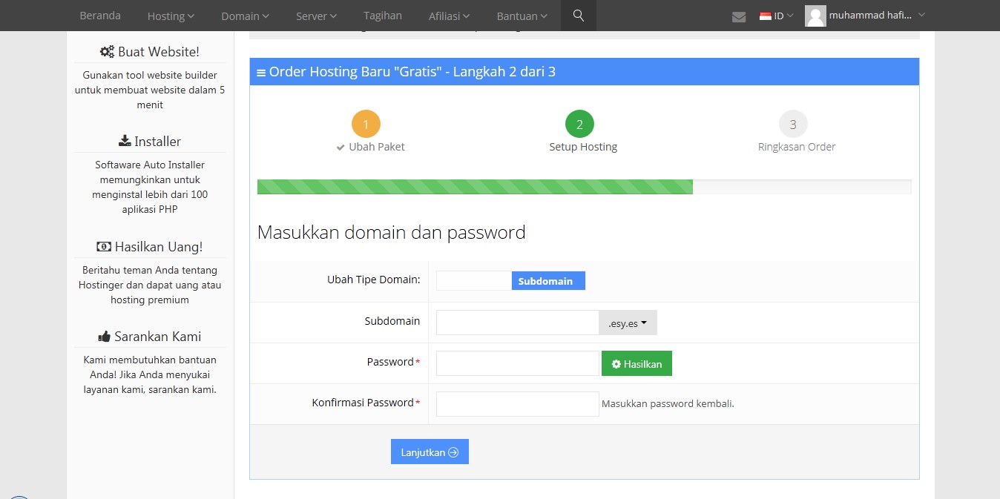 Beranda Hosting Domain Server Tagihan Afiliasi Bantuan ID muhammad hafi...
Buat Website!
Gunakan tool website builder
untuk membuat website dalam 5
menit
Installer
Softaware Auto Installer
memungkinkan untuk
menginstal lebih dari 100
aplikasi PHP
Hasilkan Uang!
Beritahu teman Anda tentang
Hostinger dan dapat uang atau
hosting premium
Sarankan Kami
Kami membutuhkan bantuan
Anda! Jika Anda menyukai
layanan kami, sarankan kami.
Order Hosting Baru "Gratis" - Langkah 2 dari 3
1 2 3
Ubah Paket Setup Hosting Ringkasan Order
Masukkan domain dan password
Ubah Tipe Domain: Subdomain
Subdomain .esy.es
Password* Hasilkan
Konfirmasi Password* Masukkan password kembali.
Lanjutkan